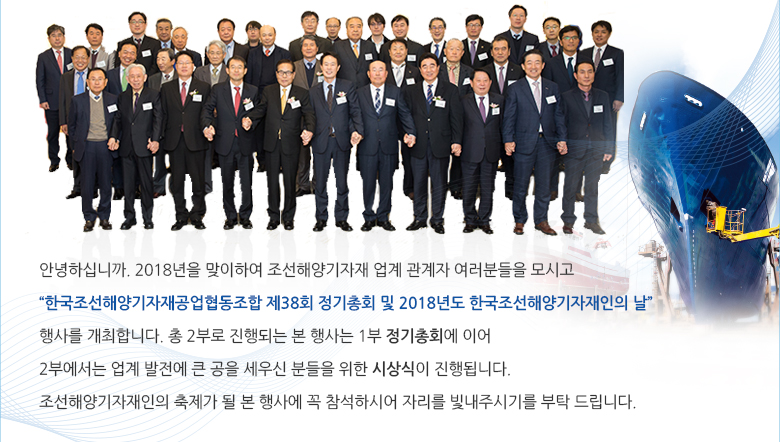 안녕하십니까. 2018년을 맞이하여 조선해양기자재 업계 관계자 여러분들을 모시고
“한국조선해양기자재공업협동조합 제38회 정기총회 및 2018년도 한국조선해양기자재인의 날”
행사를 개최합니다. 총 2부로 진행되는 본 행사는 1부 정기총회에 이어
2부에서는 업계 발전에 큰 공을 세우신 분들을 위한 시상식이 진행됩니다.
조선해양기자재인의 축제가 될 본 행사에 꼭 참석하시어 자리를 빛내주시기를 부탁 드립니다.